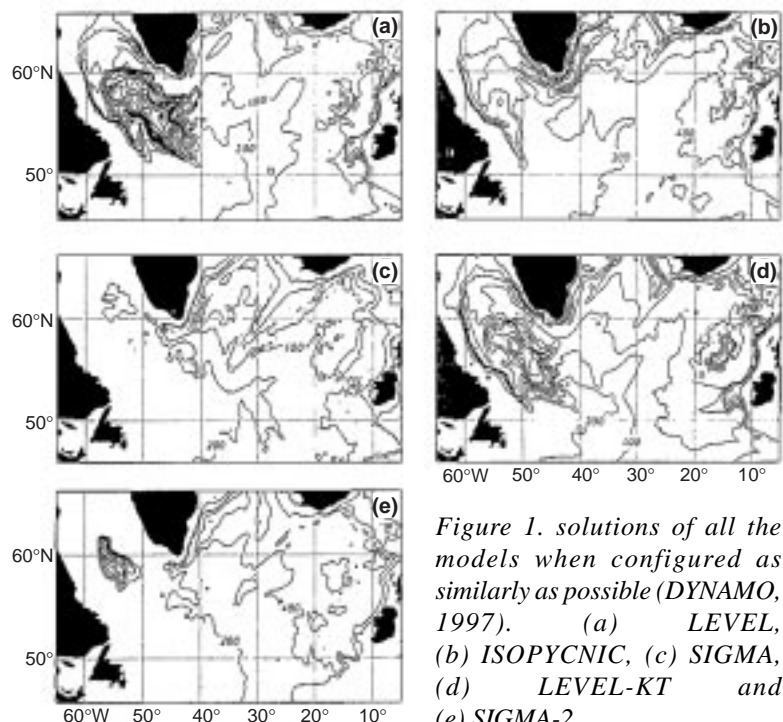 (a)
(b)
60°N
50°
(c)
(d)
60°N
50°
60°W 50° 40° 30° 20° 10°
(e)
60°N
50°
60°W 50° 40° 30° 20° 10°
Figure 1. solutions of all the
models when configured as
similarly as possible (DYNAMO,
1997). (a) LEVEL,
(b) ISOPYCNIC, (c) SIGMA,
(d) LEVEL-KT and
(e) SIGMA-2